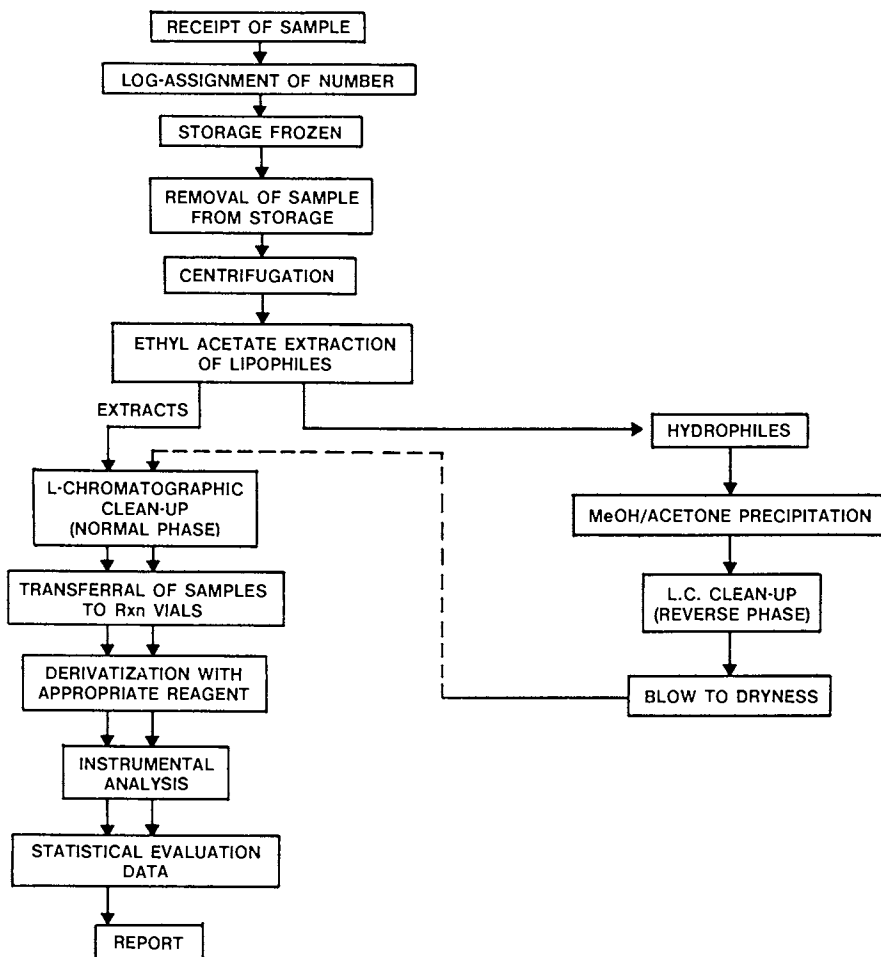 RECEIPT OF SAMPLE
LOG-ASSIGNMENT OF NUMBER
STORAGE FROZEN
REMOVAL OF SAMPLE
FROM STORAGE
CENTRIFUGATION
ETHYL ACETATE EXTRACTION
OF LIPOPHILES
EXTRACTS
L-CHROMATOGRAPHIC
CLEAN-UP
(NORMAL PHASE)
TRANSFERRAL OF SAMPLES
TO Rxn VIALS
DERIVATIZATION WITH
APPROPRIATE REAGENT
INSTRUMENTAL
ANALYSIS
STATISTICAL EVALUATION
DATA
REPORT
HYDROPHILES
MeOH/ACETONE PRECIPITATION
L.C. CLEAN-UP
(REVERSE PHASE)
BLOW TO DRYNESS